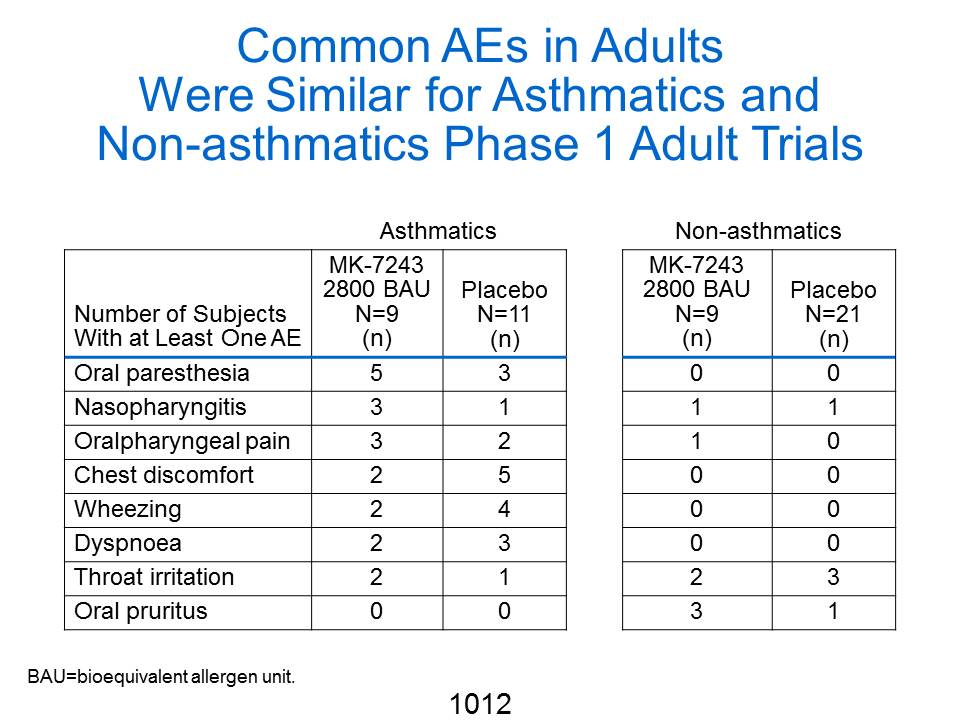 Common AEs in Adults
Were Similar for Asthmatics and
Non-asthmatics Phase 1 Adult Trials
Asthmatics Non-asthmatics
Number of Subjects
With at Least One AE
MK-7243
2800 BAU
N=9
(n)
Placebo
N=11
(n)
MK-7243
2800 BAU
N=9
(n)
Placebo
N=21
(n)
Oral paresthesia 5 3 0 0
Nasopharyngitis 3 1 1 1
Oralpharyngeal pain 3 2 1 0
Chest discomfort 2 5 0 0
Wheezing 2 4 0 0
Dyspnoea 2 3 0 0
Throat irritation 2 1 2 3
Oral pruritus 0 0 3 1
BAU=bioequivalent allergen unit.
1012